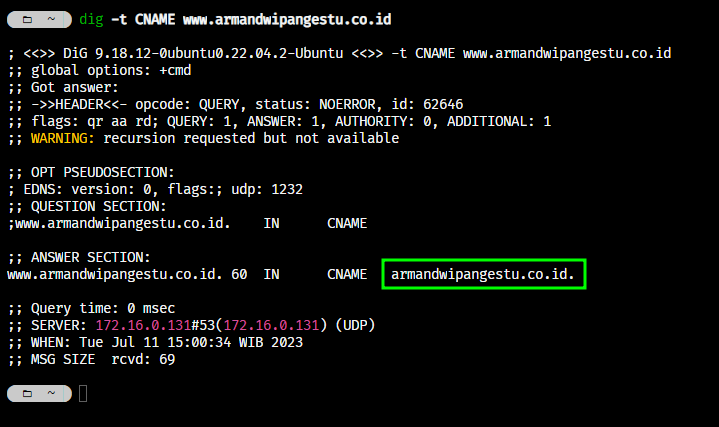 ~ dig -t CNAME www.armandwipangestu.co.id
; <<>> DiG 9.18.12-0ubuntu0.22.04.2-Ubuntu <<>> -t CNAME www.armandwipangestu.co.id
;; global options: +cmd
;; Got answer:
;; ->>HEADER<<- opcode: QUERY, status: NOERROR, id: 62646
;; flags: qr aa rd; QUERY: 1, ANSWER: 1, AUTHORITY: 0, ADDITIONAL: 1
;; WARNING: recursion requested but not available
;; OPT PSEUDOSECTION:
; EDNS: version: 0, flags:; udp: 1232
;; QUESTION SECTION:
;www.armandwipangestu.co.id. IN CNAME
;; ANSWER SECTION:
www.armandwipangestu.co.id. 60 IN CNAME armandwipangestu.co.id.
;; Query time: 0 msec
;; SERVER: 172.16.0.131#53(172.16.0.131) (UDP)
;; WHEN: Tue Jul 11 15:00:34 WIB 2023
;; MSG SIZE rcvd: 69
~